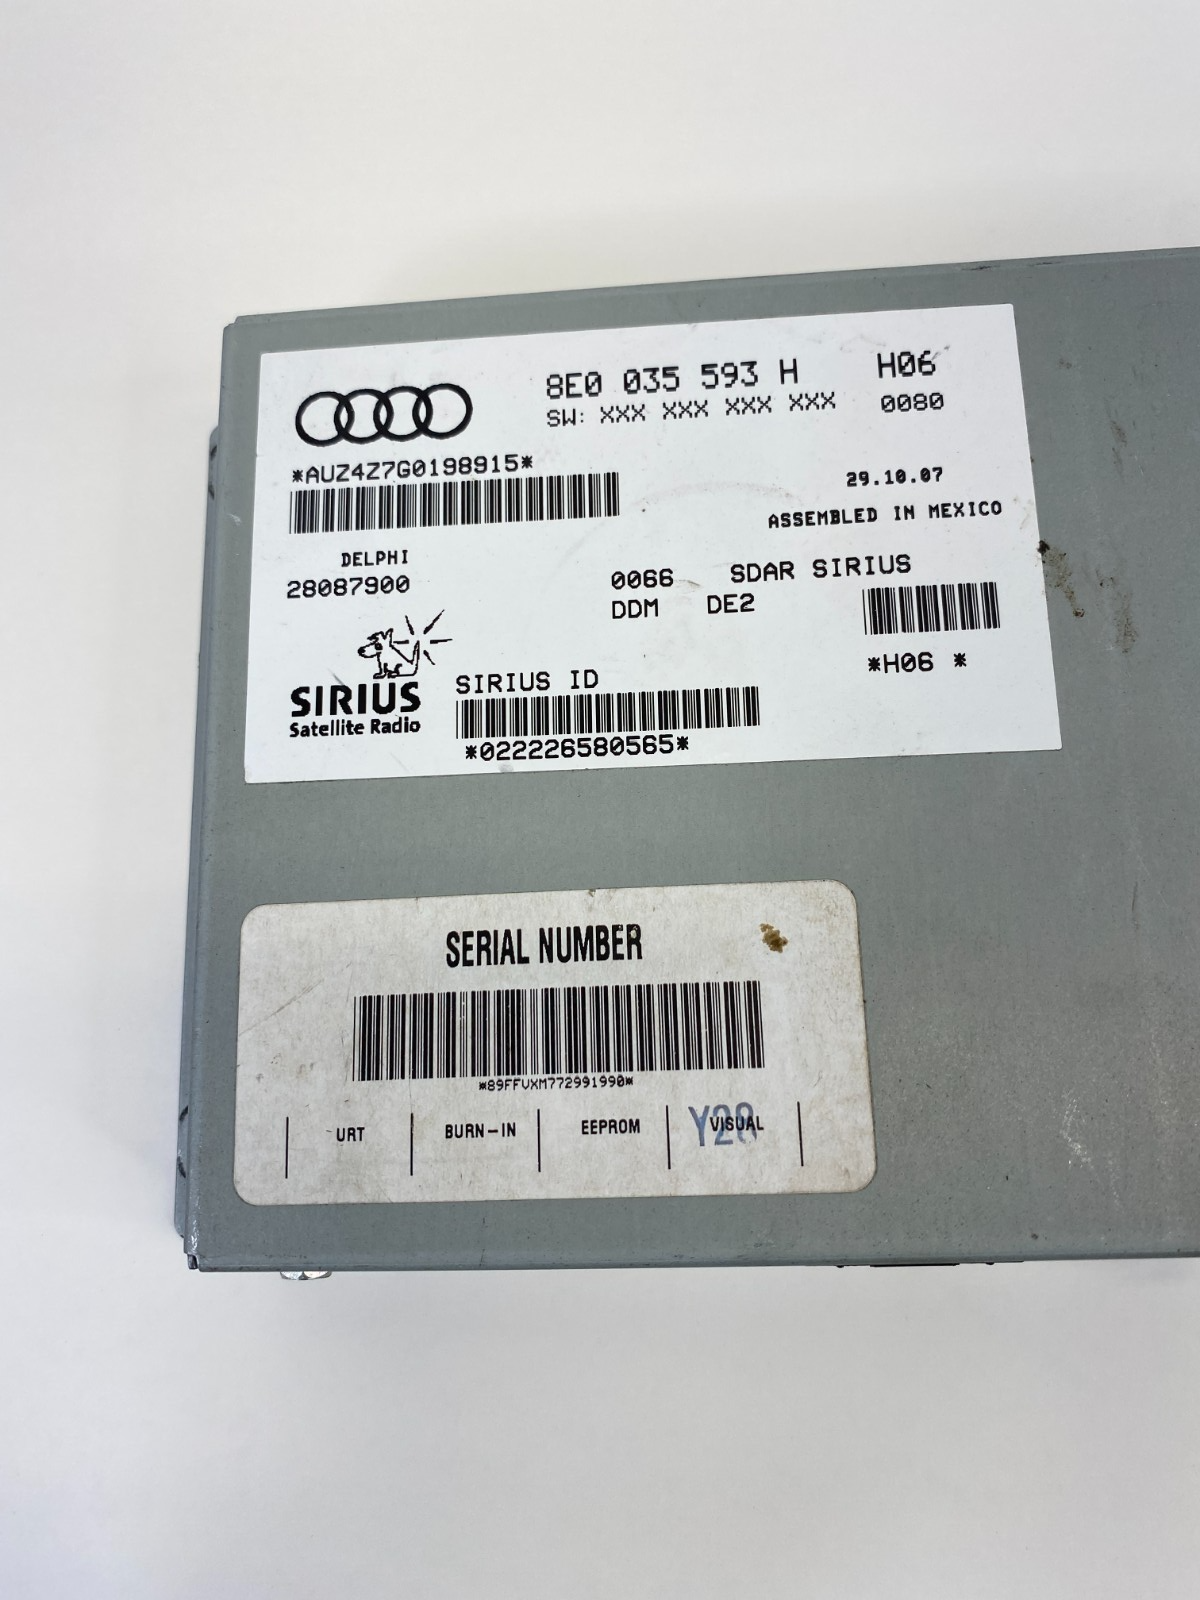 8E0 035 593 H H06
SW: XXX XXX XXX XXX 0080
*AUZ4Z7G0198915*
29.10.07
ASSEMBLED IN MEXICO
DELPHI
28087900
0066 SDAR SIRIUS
DDM DE2
*H06 *
SIRIUS
Satellite Radio
SIRIUS ID
*022226580565*
SERIAL NUMBER
*89FFVXM772991990*
URT BURN-IN EEPROM VISUAL
Y28